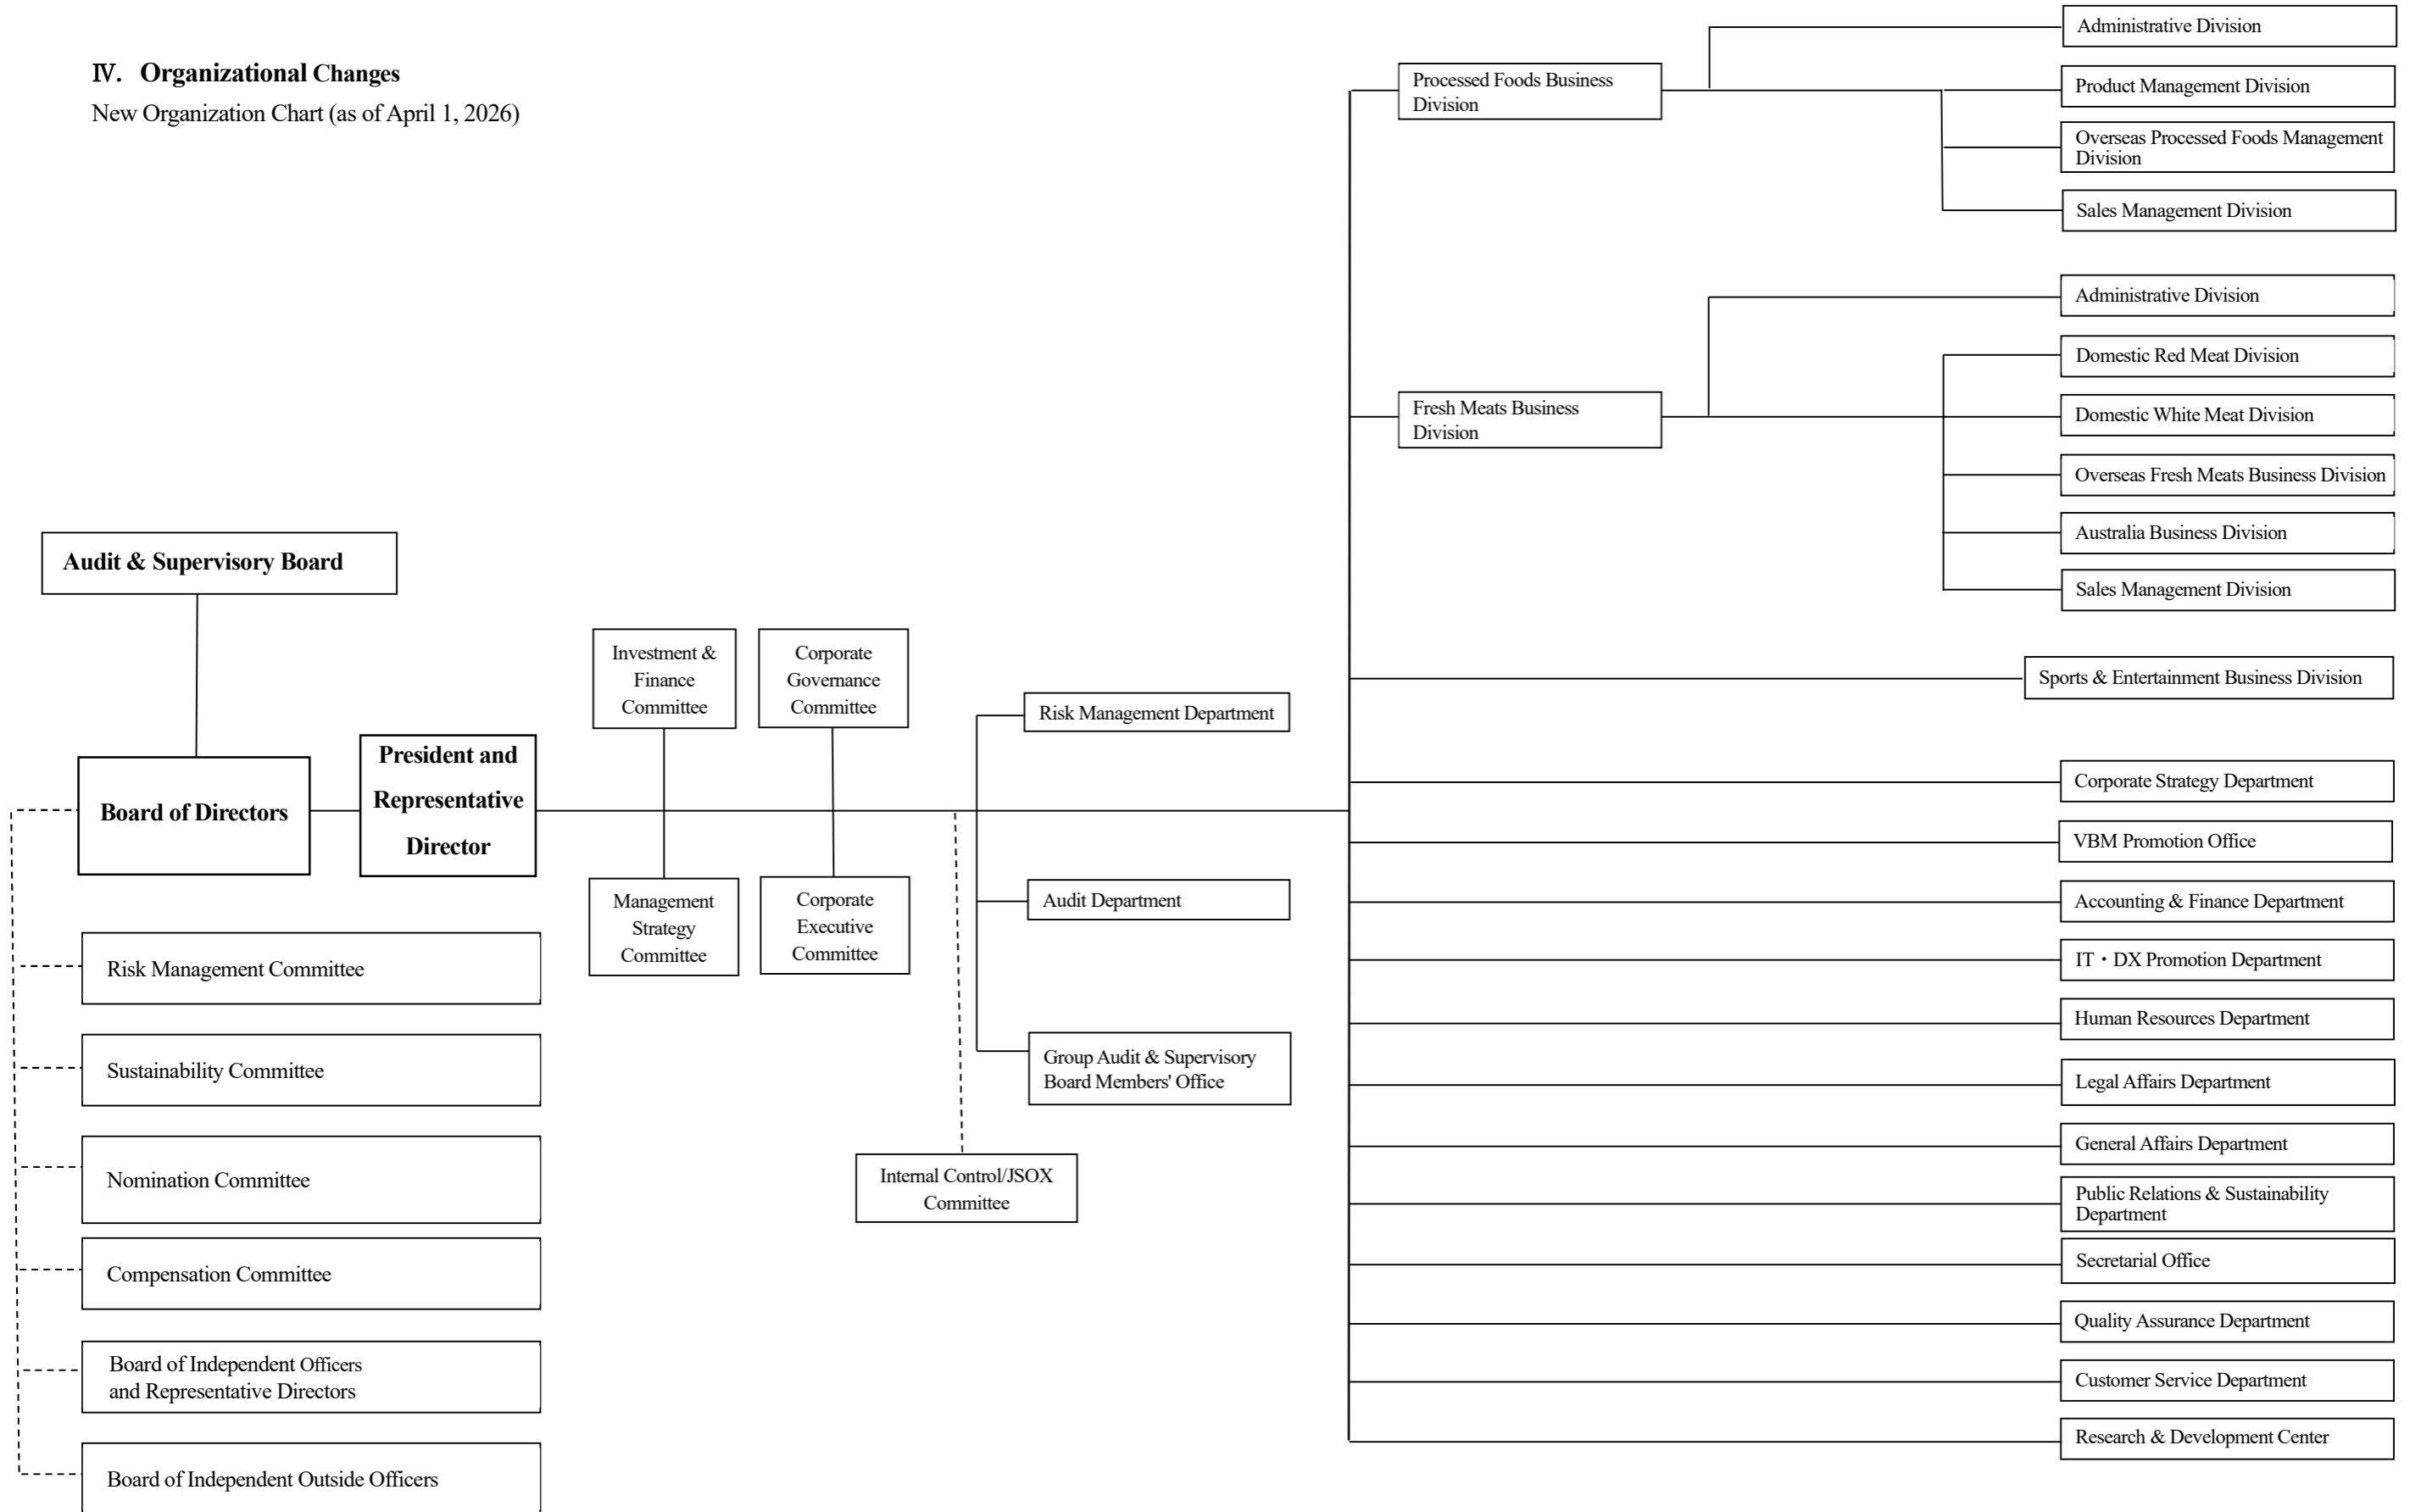 Ⅳ. Organizational Changes
New Organization Chart (as of April 1, 2026)
Audit & Supervisory Board
Board of Directors
President and
Representative
Director
Risk Management Committee
Sustainability Committee
Nomination Committee
Compensation Committee
Board of Independent Officers
and Representative Directors
Board of Independent Outside Officers
Investment &
Finance
Committee
Corporate
Governance
Committee
Management
Strategy
Committee
Corporate
Executive
Committee
Risk Management Department
Audit Department
Group Audit & Supervisory
Board Members' Office
Internal Control/JSOX
Committee
Processed Foods Business
Division
Administrative Division
Product Management Division
Overseas Processed Foods Management
Division
Sales Management Division
Fresh Meats Business
Division
Administrative Division
Domestic Red Meat Division
Domestic White Meat Division
Overseas Fresh Meats Business Division
Australia Business Division
Sales Management Division
Sports & Entertainment Business Division
Corporate Strategy Department
VBM Promotion Office
Accounting & Finance Department
IT・DX Promotion Department
Human Resources Department
Legal Affairs Department
General Affairs Department
Public Relations & Sustainability
Department
Secretarial Office
Quality Assurance Department
Customer Service Department
Research & Development Center